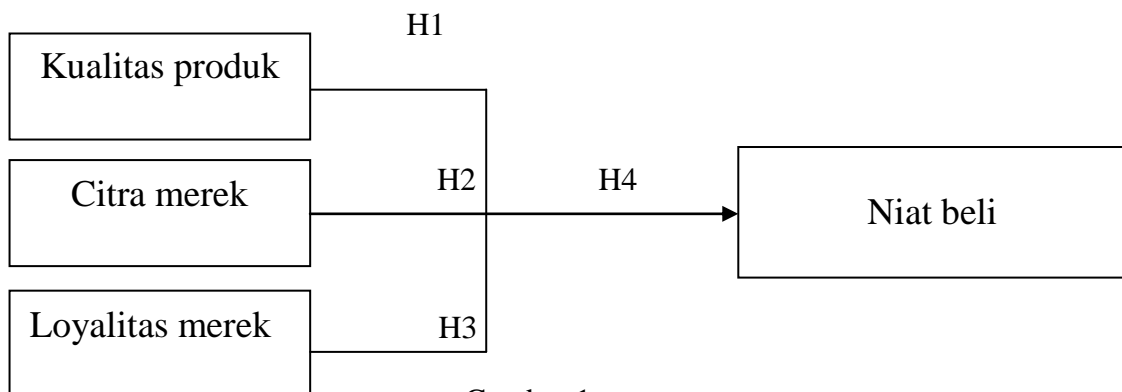 H1
Kualitas produk
Citra merek
H2
H4
Niat beli
Loyalitas merek
H3